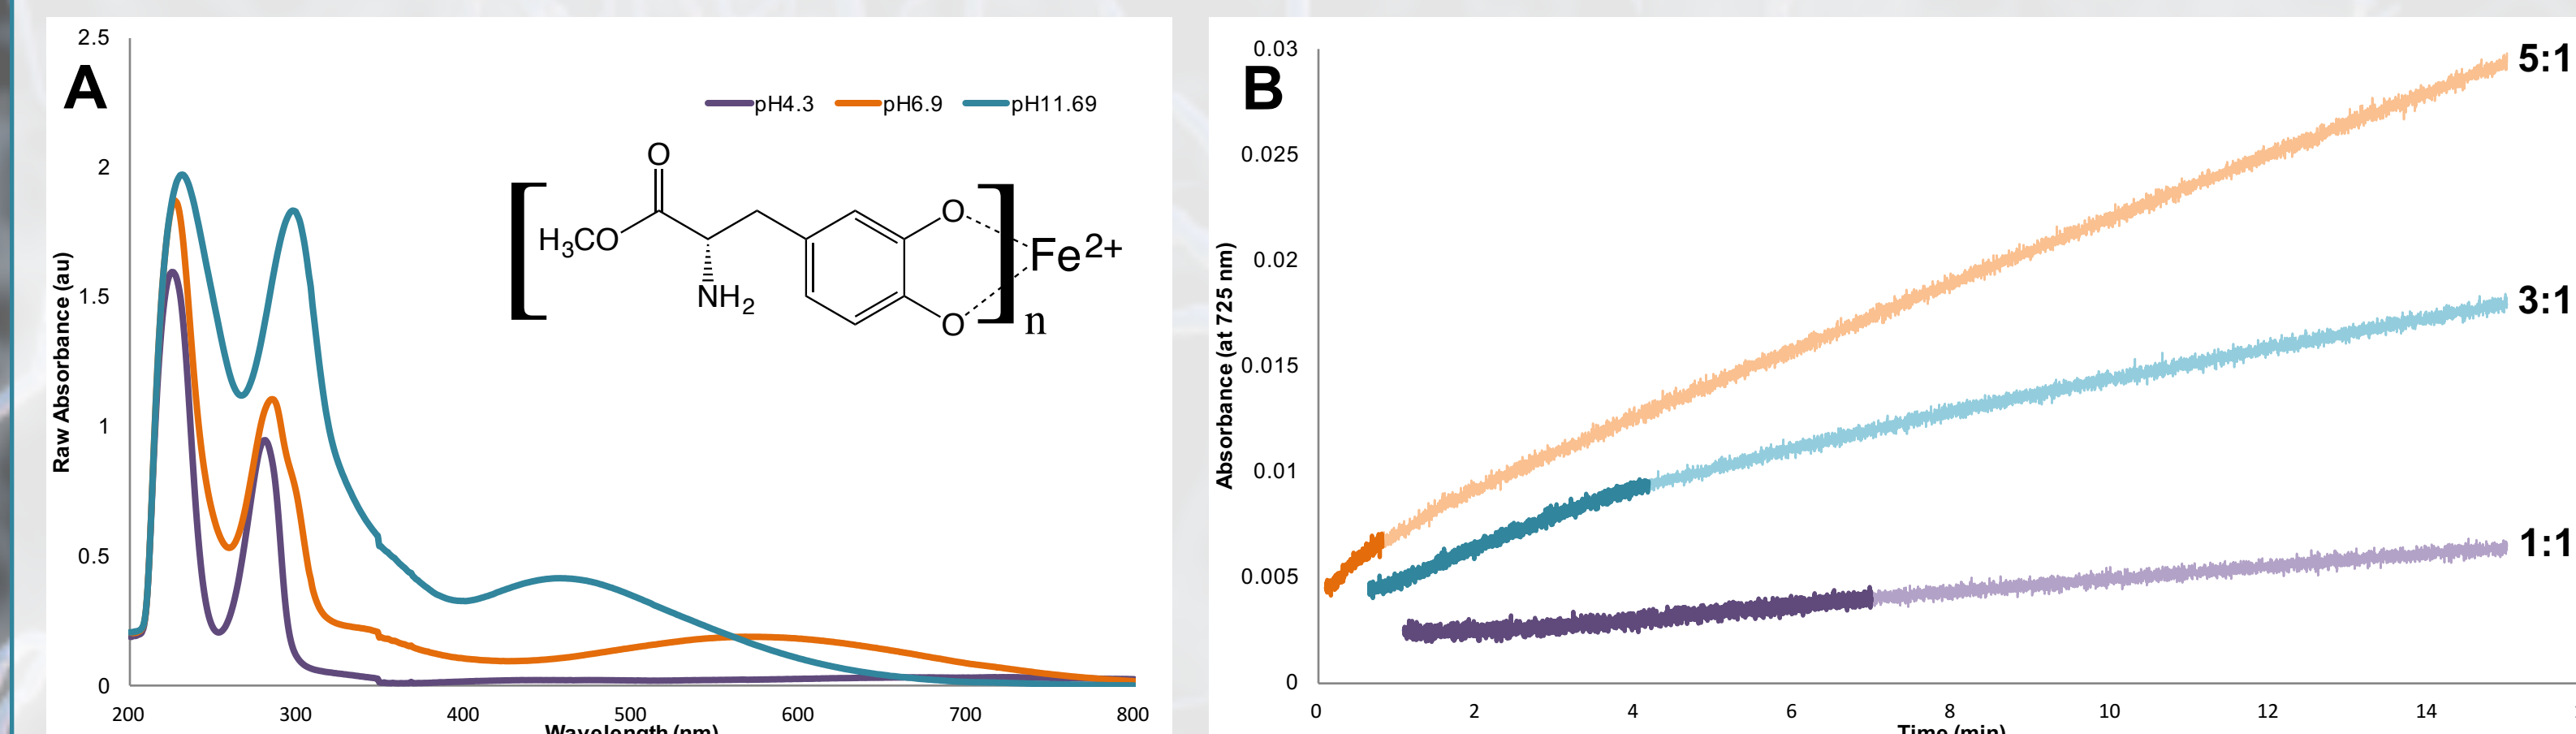 A
2.5
2
1.5
1
0.5
0
Raw Absorbance (au)
pH4.3 pH6.9 pH11.69
O
H₃CO
NH₂
O
O
Fe²⁺
n
200 300 400 500 600 700 800
Wavelength (nm)
B
0.03
0.025
0.02
0.015
0.01
0.005
0
Absorbance (at 725 nm)
5:1
3:1
1:1
0 2 4 6 8 10 12 14
Time (min)